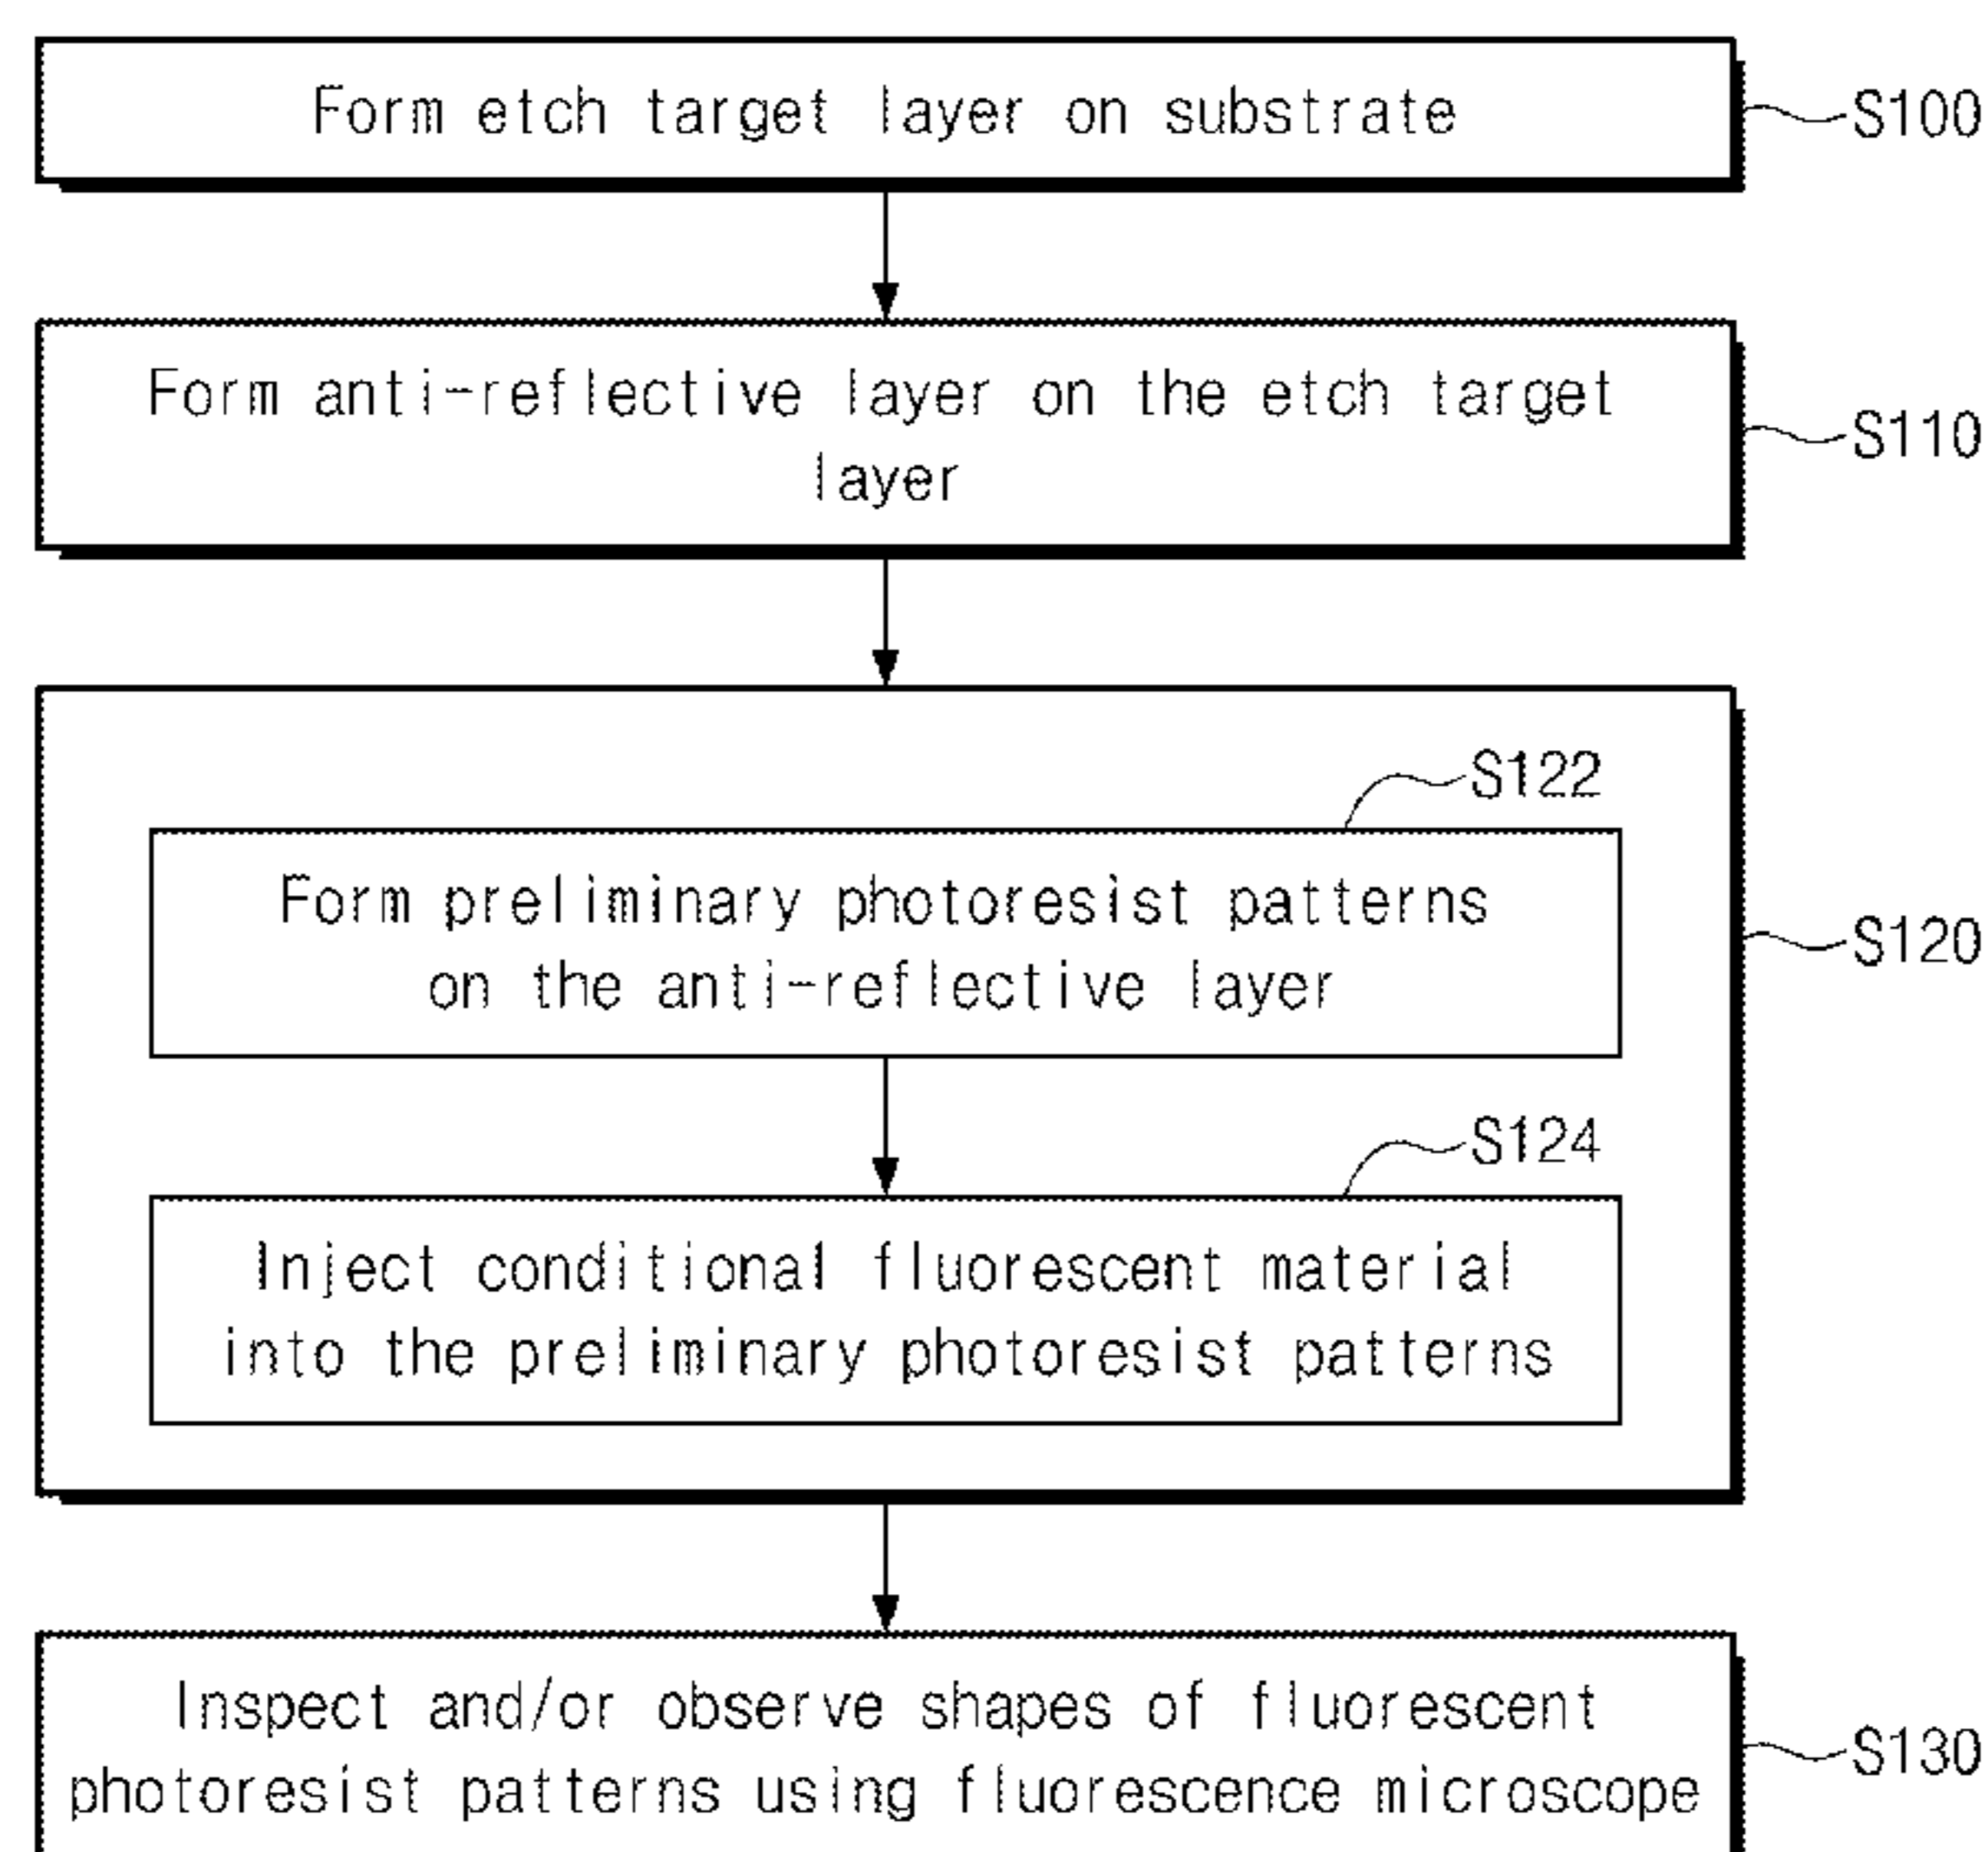 Form etch target layer on substrate
S100
Form anti-reflective layer on the etch target
layer
S110
S122
Form preliminary photoresist patterns
on the anti-reflective layer
S120
S124
Inject conditional fluorescent material
into the preliminary photoresist patterns
Inspect and/or observe shapes of fluorescent
photoresist patterns using fluorescence microscope
S130